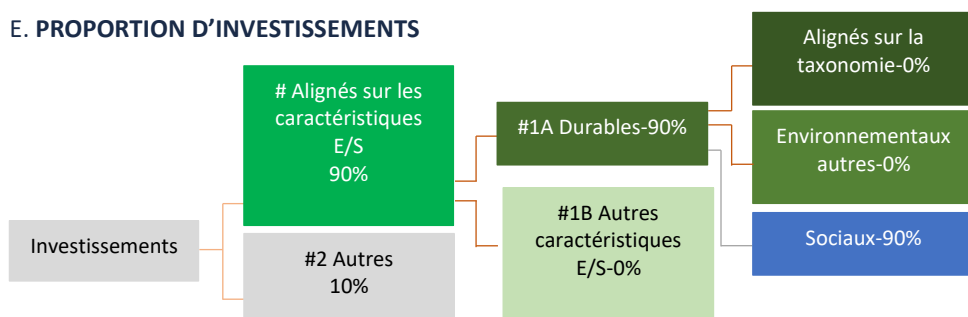 E. PROPORTION D’INVESTISSEMENTS
Investissements
# Alignés sur les
caractéristiques
E/S
90%
#2 Autres
10%
#1A Durables-90%
#1B Autres
caractéristiques
E/S-0%
Alignés sur la
taxonomie-0%
Environnementaux
autres-0%
Sociaux-90%